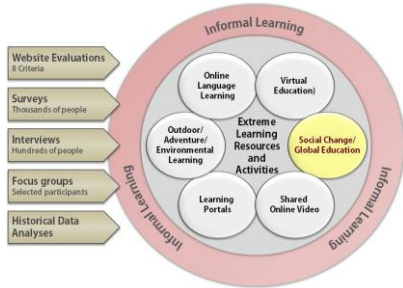 Informal Learning
Website Evaluations
8 Criteria
Surveys
Thousands of people
Interviews
Hundreds of people
Focus groups
Selected participants
Historical Data
Analyses
Online
Language
Learning
Virtual
Education)
Outdoor/
Adventure/
Environmental
Learning
Extreme
Learning
Resources
and
Activities
Social Change/
Global Education
Learning
Portals
Shared
Online Video
Informal Learning
Informal Learning